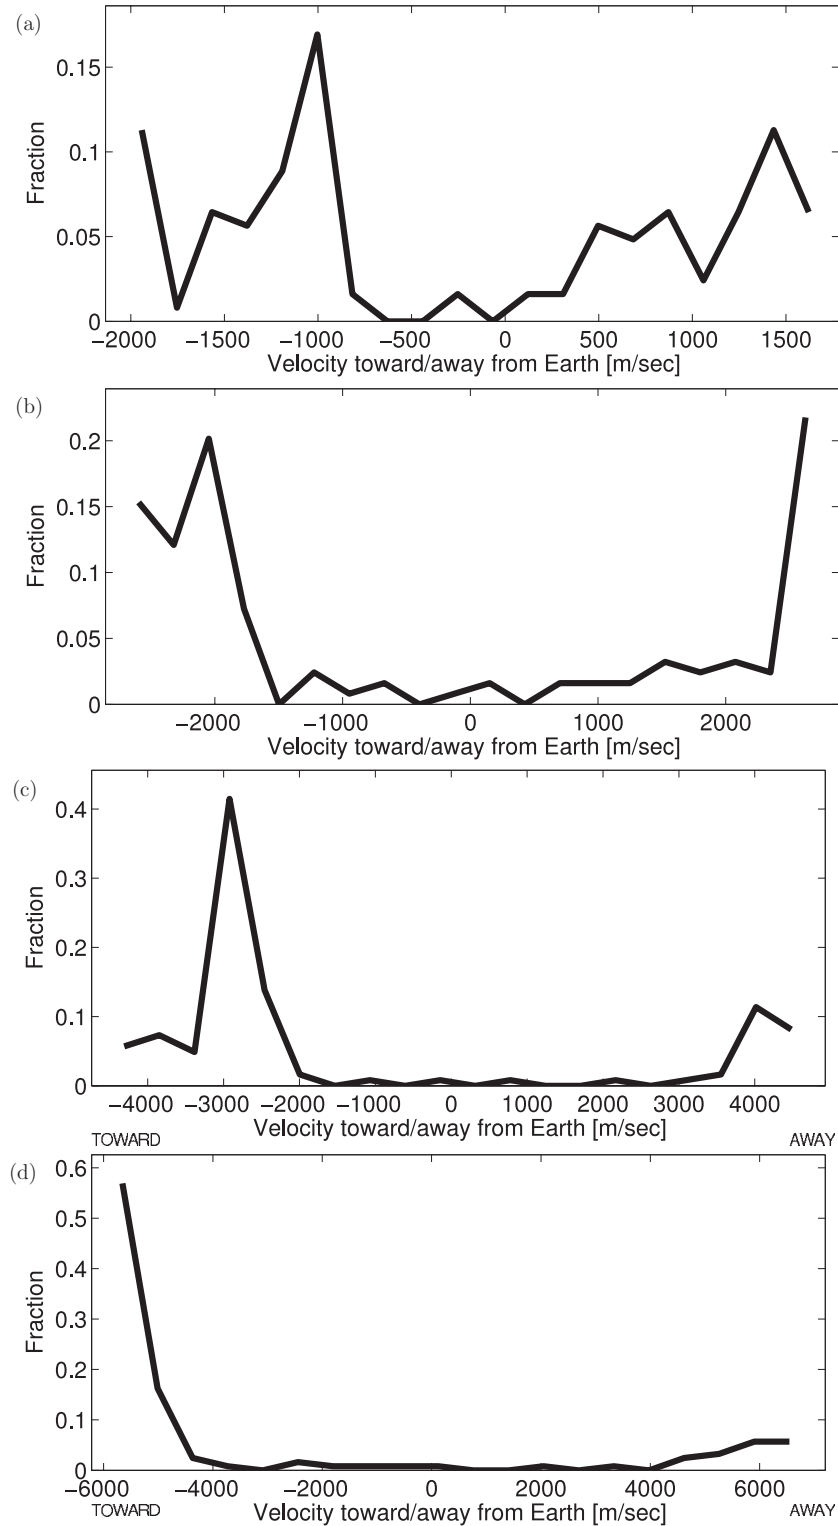 (a)
0.15
0.1
0.05
0
Fraction
−2000 −1500 −1000 −500 0 500 1000 1500
Velocity toward/away from Earth [m/sec]
(b)
0.2
0.15
0.1
0.05
0
Fraction
−2000 −1000 0 1000 2000
Velocity toward/away from Earth [m/sec]
(c)
0.4
0.3
0.2
0.1
0
Fraction
−4000 −3000 −2000 −1000 0 1000 2000 3000 4000
TOWARD Velocity toward/away from Earth [m/sec] AWAY
(d)
0.6
0.5
0.4
0.3
0.2
0.1
0
Fraction
−6000 −4000 −2000 0 2000 4000 6000
TOWARD Velocity toward/away from Earth [m/sec] AWAY